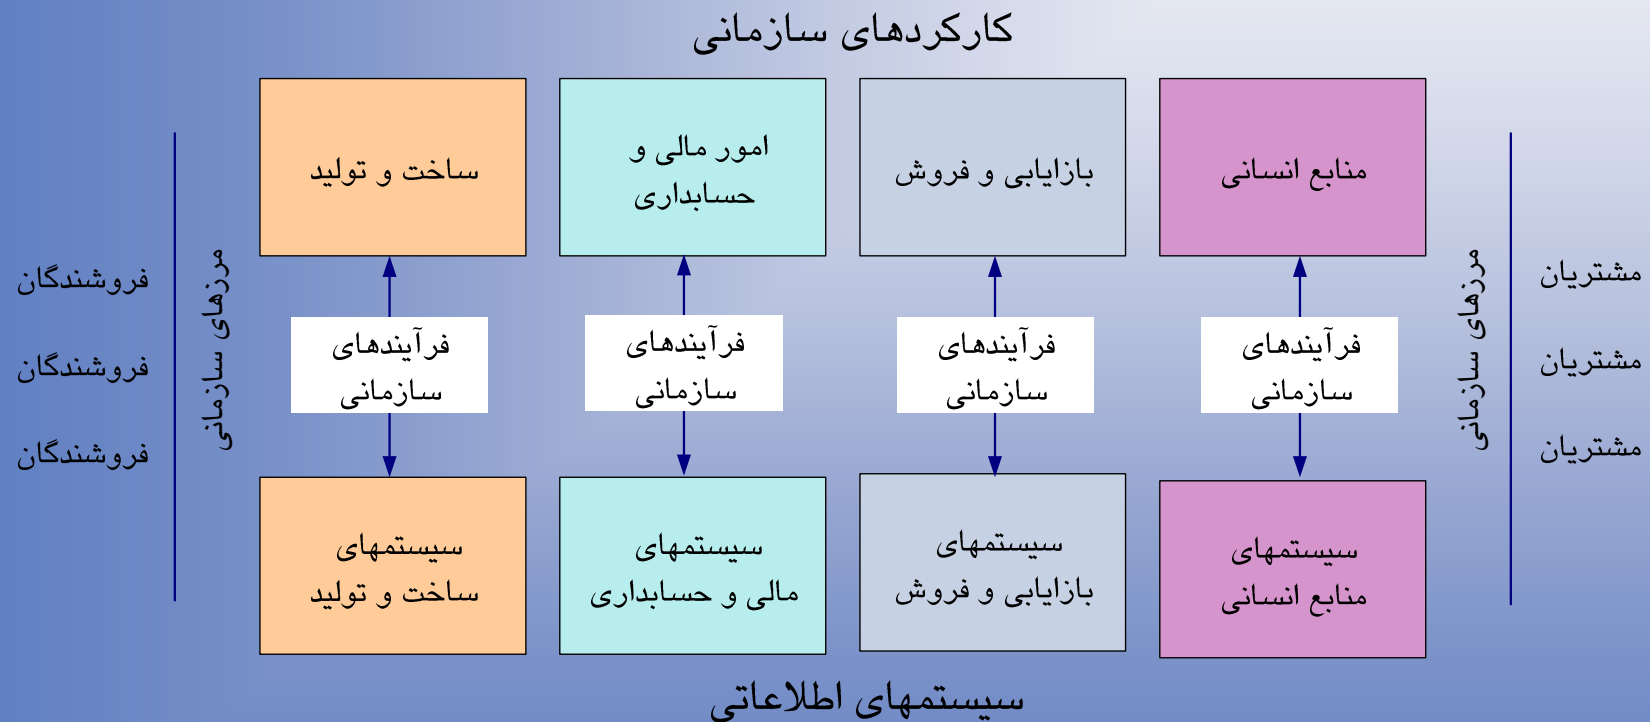 کارکردهای سازمانی
منابع انسانی
بازاریابی و فروش
امور مالی و
حسابداری
ساخت و تولید
مشتریان
مشتریان
مشتریان
مرزهای سازمانی
فرآیندهای
سازمانی
فرآیندهای
سازمانی
فرآیندهای
سازمانی
فرآیندهای
سازمانی
مرزهای سازمانی
فروشندگان
فروشندگان
فروشندگان
سیستمهای
منابع انسانی
سیستمهای
بازایابی و فروش
سیستمهای
مالی و حسابداری
سیستمهای
ساخت و تولید
سیستمهای اطلاعاتی